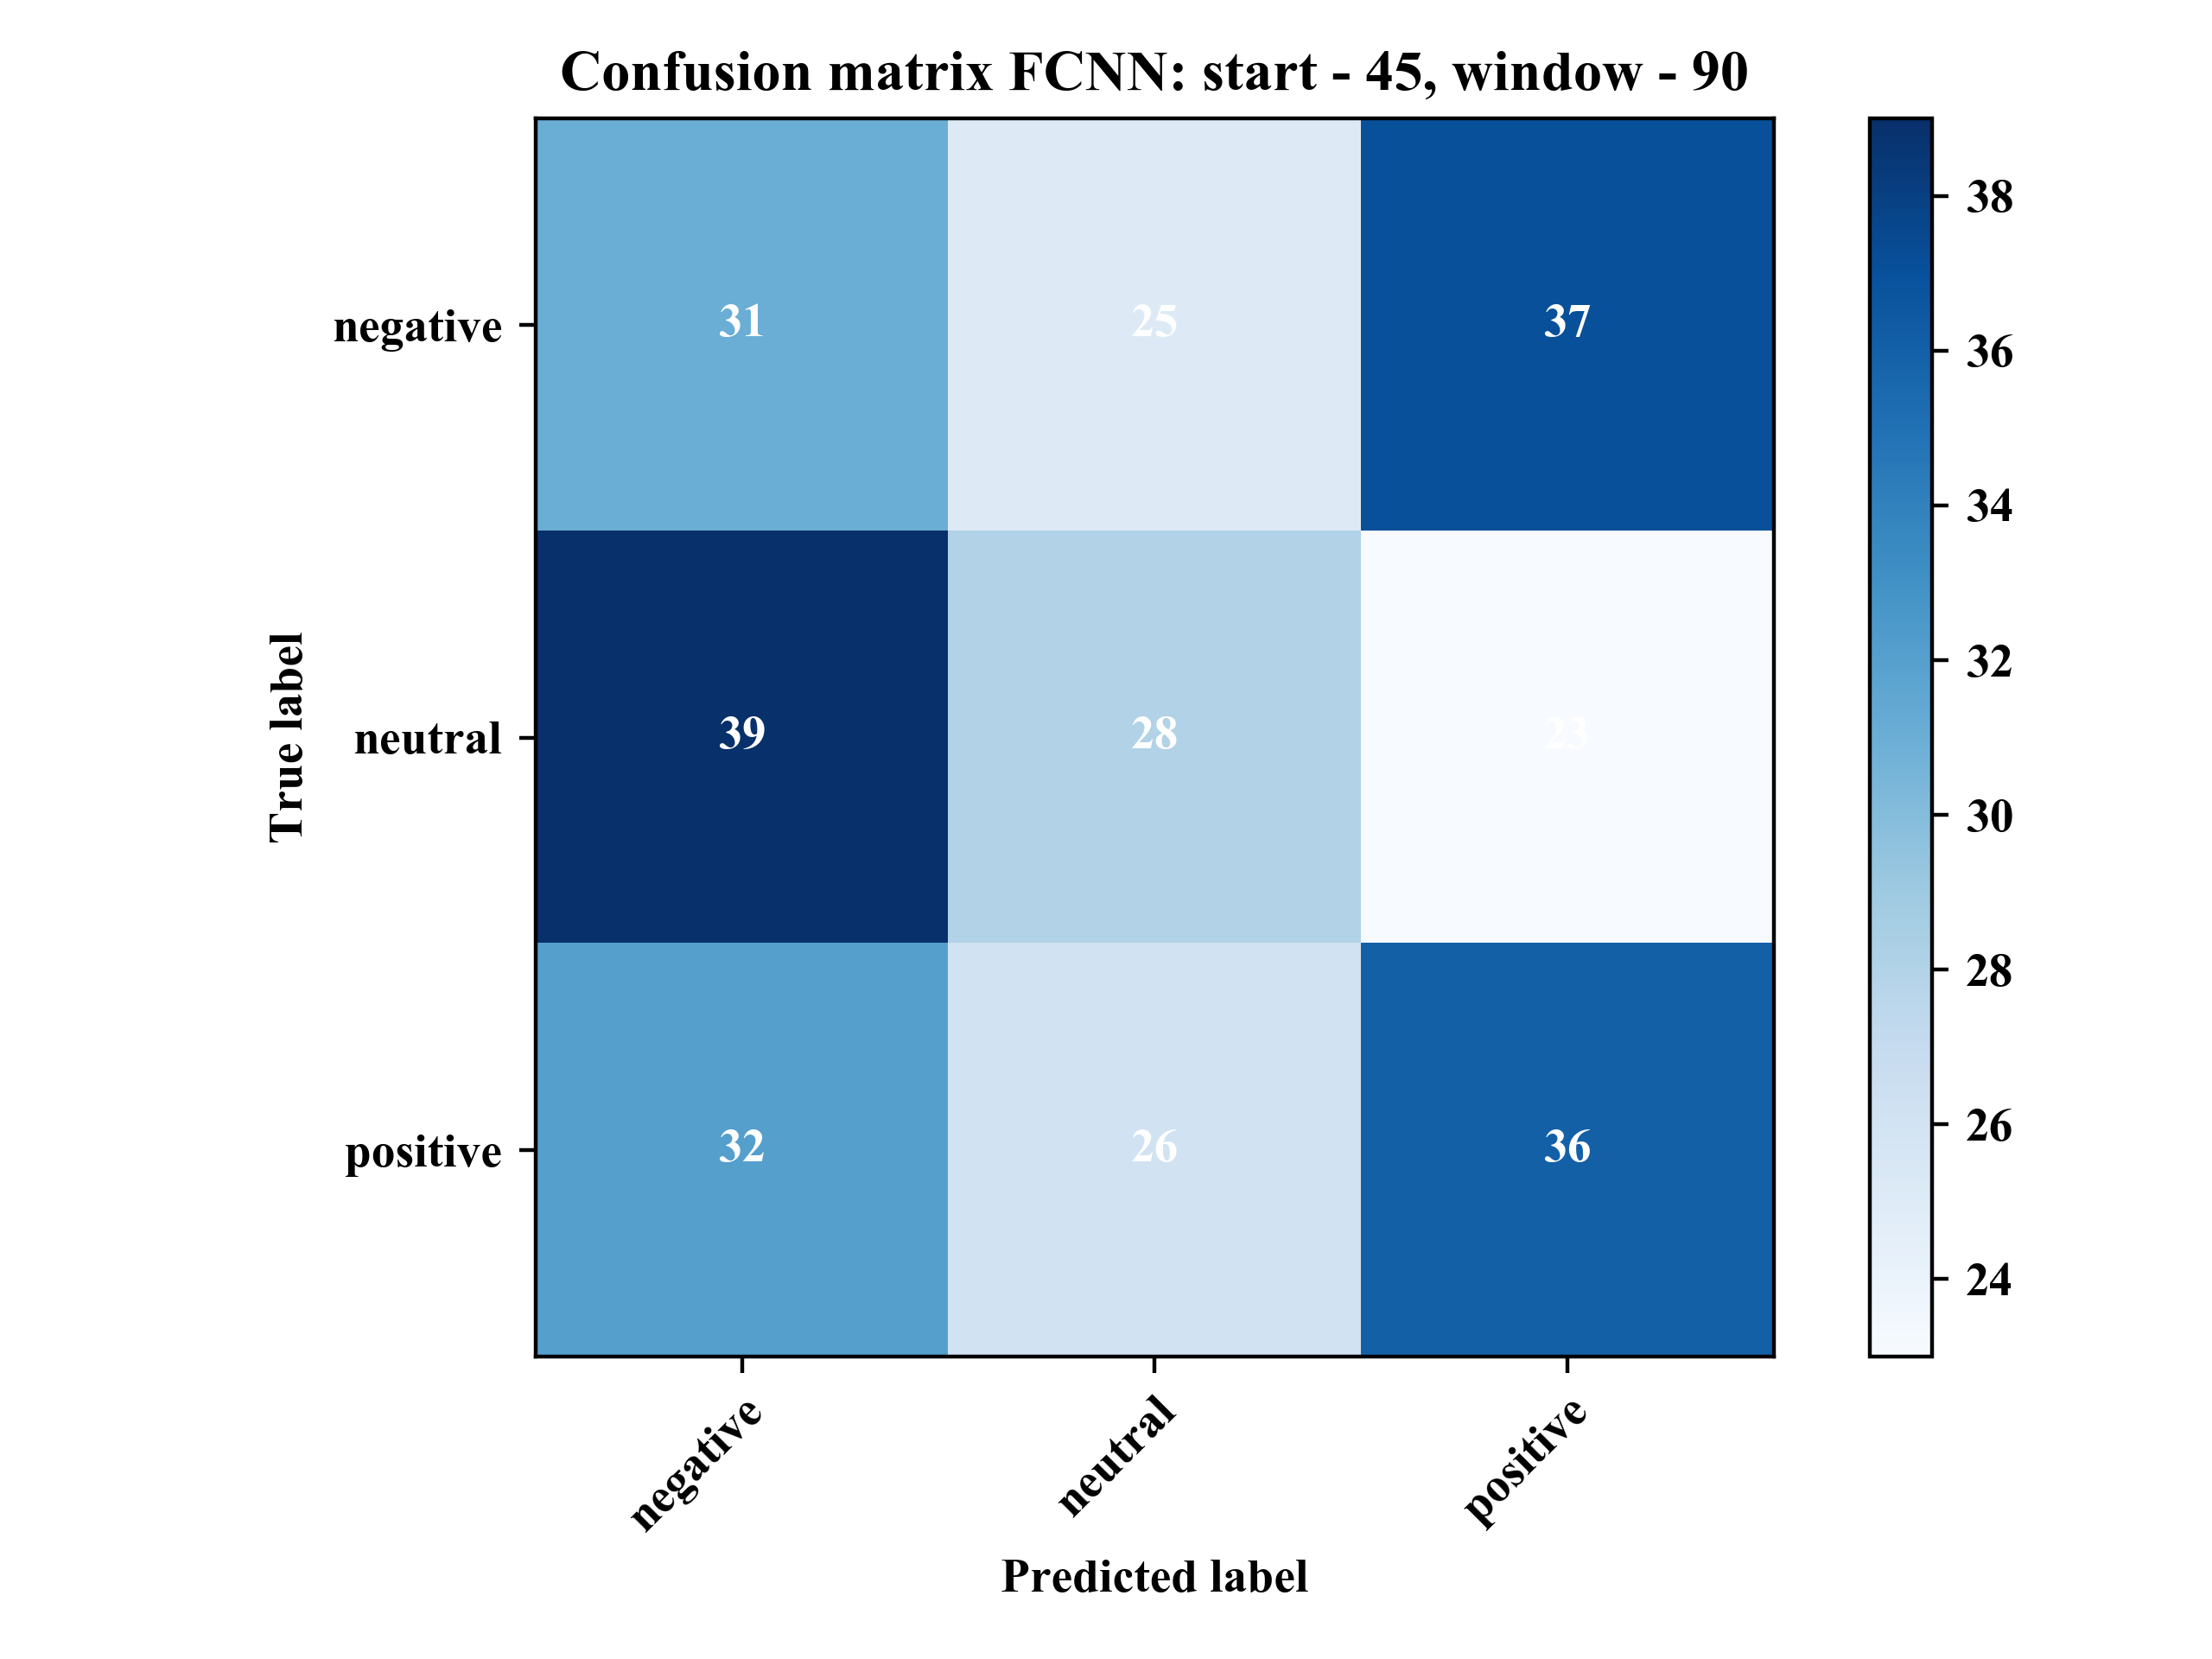 Confusion matrix FCNN: start - 45, window - 90
negative
31
25
37
neutral
39
28
23
positive
32
26
36
True label
negative
neutral
positive
Predicted label
38
36
34
32
30
28
26
24